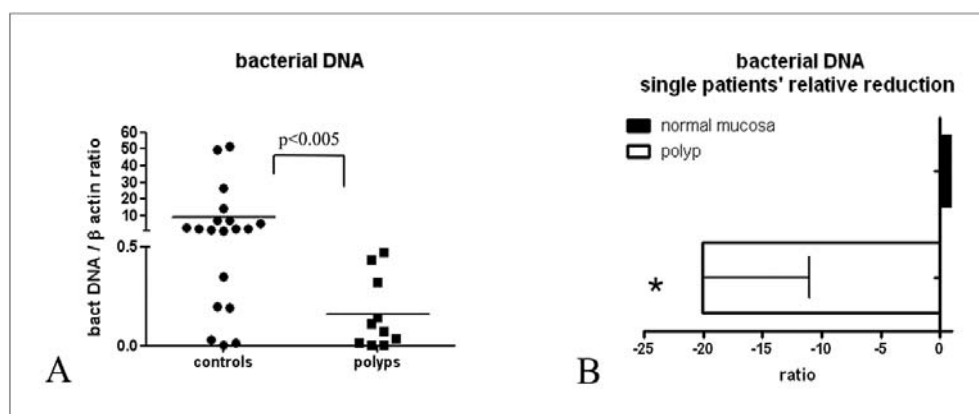 bacterial DNA
p<0.005
bact DNA / β actin ratio
60
50
40
30
20
10
0.5
0.0
controls
polyps
A
bacterial DNA
single patients' relative reduction
normal mucosa
polyp
*
-25
-20
-15
-10
-5
0
ratio
B